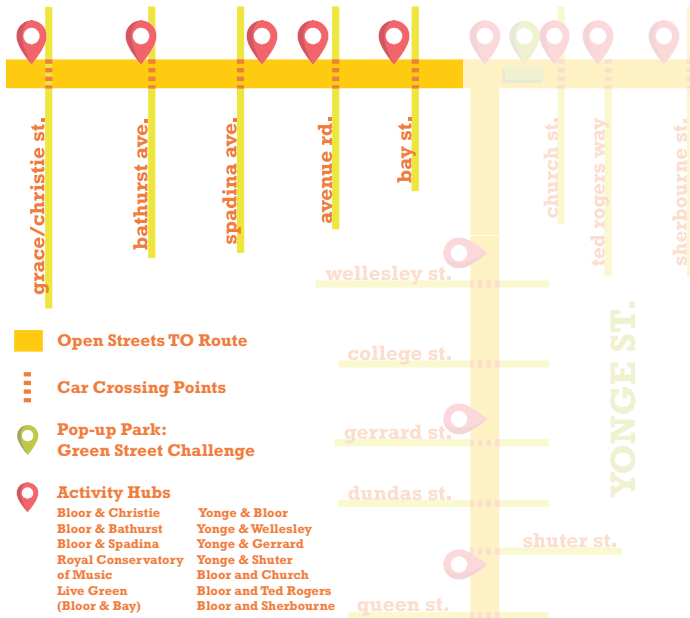 grace/christie st.
bathurst ave.
spadina ave.
avenue rd.
bay st.
church st.
ted rogers way
sherbourne st.
wellesley st.
college st.
gerrard st.
dundas st.
shuter st.
queen st.
YONGE ST.
Open Streets TO Route
Car Crossing Points
Pop-up Park:
Green Street Challenge
Activity Hubs
Bloor & Christie
Bloor & Bathurst
Bloor & Spadina
Royal Conservatory
of Music
Live Green
(Bloor & Bay)
Yonge & Bloor
Yonge & Wellesley
Yonge & Gerrard
Yonge & Shuter
Bloor and Church
Bloor and Ted Rogers
Bloor and Sherbourne